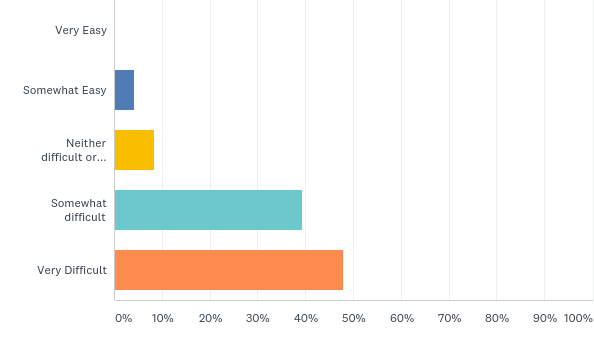 Very Easy
Somewhat Easy
Neither
difficult or...
Somewhat
difficult
Very Difficult
0% 10% 20% 30% 40% 50% 60% 70% 80% 90% 100%